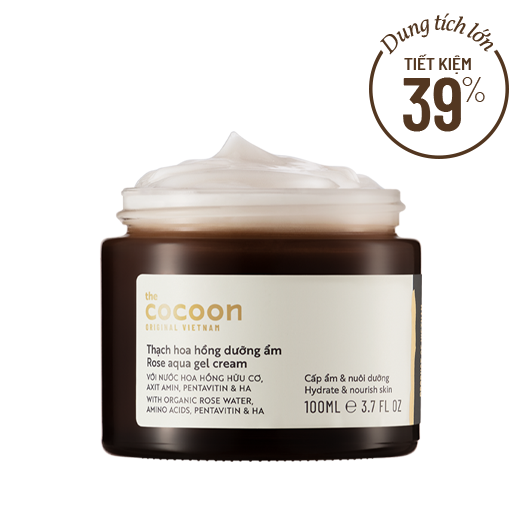 Dung tích lớn
TIẾT KIỆM
39%
the
cocoon
ORIGINAL VIETNAM
Thạch hoa hồng dưỡng ẩm
Rose aqua gel cream
VỚI NƯỚC HOA HỒNG HỮU CƠ,
AXIT AMIN, PENTAVITIN & HA
WITH ORGANIC ROSE WATER,
AMINO ACIDS, PENTAVITIN & HA
Cấp ẩm & nuôi dưỡng
Hydrate & nourish skin
100ML ℮ 3.7 FL OZ